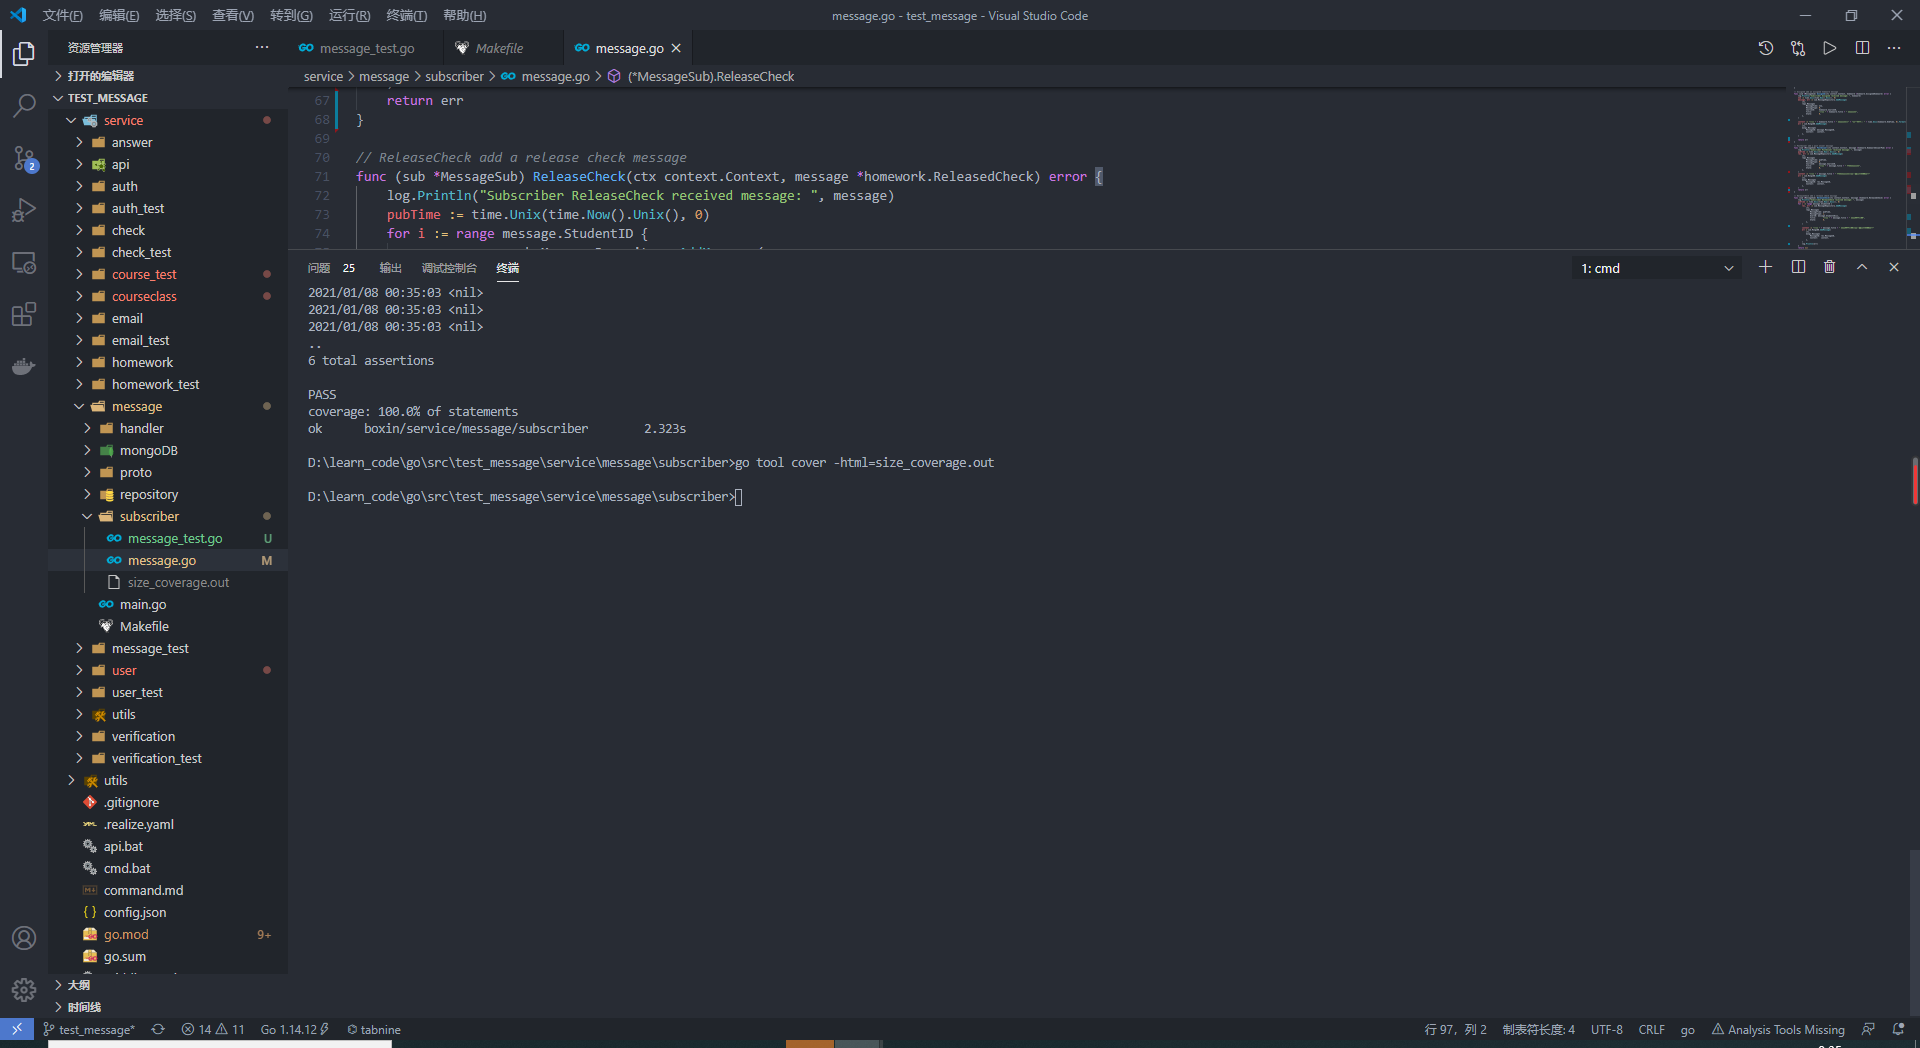 文件(F) 编辑(E) 选择(S) 查看(V) 转到(G) 运行(R) 终端(T) 帮助(H)
message.go - test_message - Visual Studio Code
资源管理器
message_test.go
Makefile
message.go
打开的编辑器
TEST_MESSAGE
service > message > subscriber > message.go > (*MessageSub).ReleaseCheck
service
answer
api
auth
auth_test
check
check_test
course_test
courseclass
email
email_test
homework
homework_test
message
handler
mongoDB
proto
repository
subscriber
message_test.go U
message.go M
size_coverage.out
main.go
Makefile
message_test
user
user_test
utils
verification
verification_test
utils
.gitignore
.realize.yaml
api.bat
cmd.bat
command.md
config.json
go.mod 9+
go.sum
大纲
时间线
2
67 return err
68 }
69
70 // ReleaseCheck add a release check message
71 func (sub *MessageSub) ReleaseCheck(ctx context.Context, message *homework.ReleasedCheck) error {
72 log.Println("Subscriber ReleaseCheck received message: ", message)
73 pubTime := time.Unix(time.Now().Unix(), 0)
74 for i := range message.StudentID {
问题 25 输出 调试控制台 终端
1: cmd
2021/01/08 00:35:03 <nil>
2021/01/08 00:35:03 <nil>
2021/01/08 00:35:03 <nil>
..
6 total assertions
PASS
coverage: 100.0% of statements
ok boxin/service/message/subscriber 2.323s
D:\learn_code\go\src\test_message\service\message\subscriber>go tool cover -html=size_coverage.out
D:\learn_code\go\src\test_message\service\message\subscriber>
test_message* 14 11 Go 1.14.12 tabnine
行 97，列 2 制表符长度: 4 UTF-8 CRLF go Analysis Tools Missing